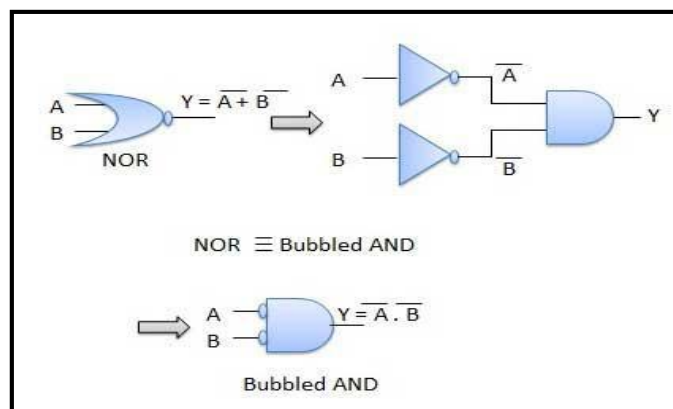 A
B
Y = A̅ + B̅
NOR
A
A̅
B
B̅
Y
NOR ≡ Bubbled AND
A
B
Y = A̅ . B̅
Bubbled AND